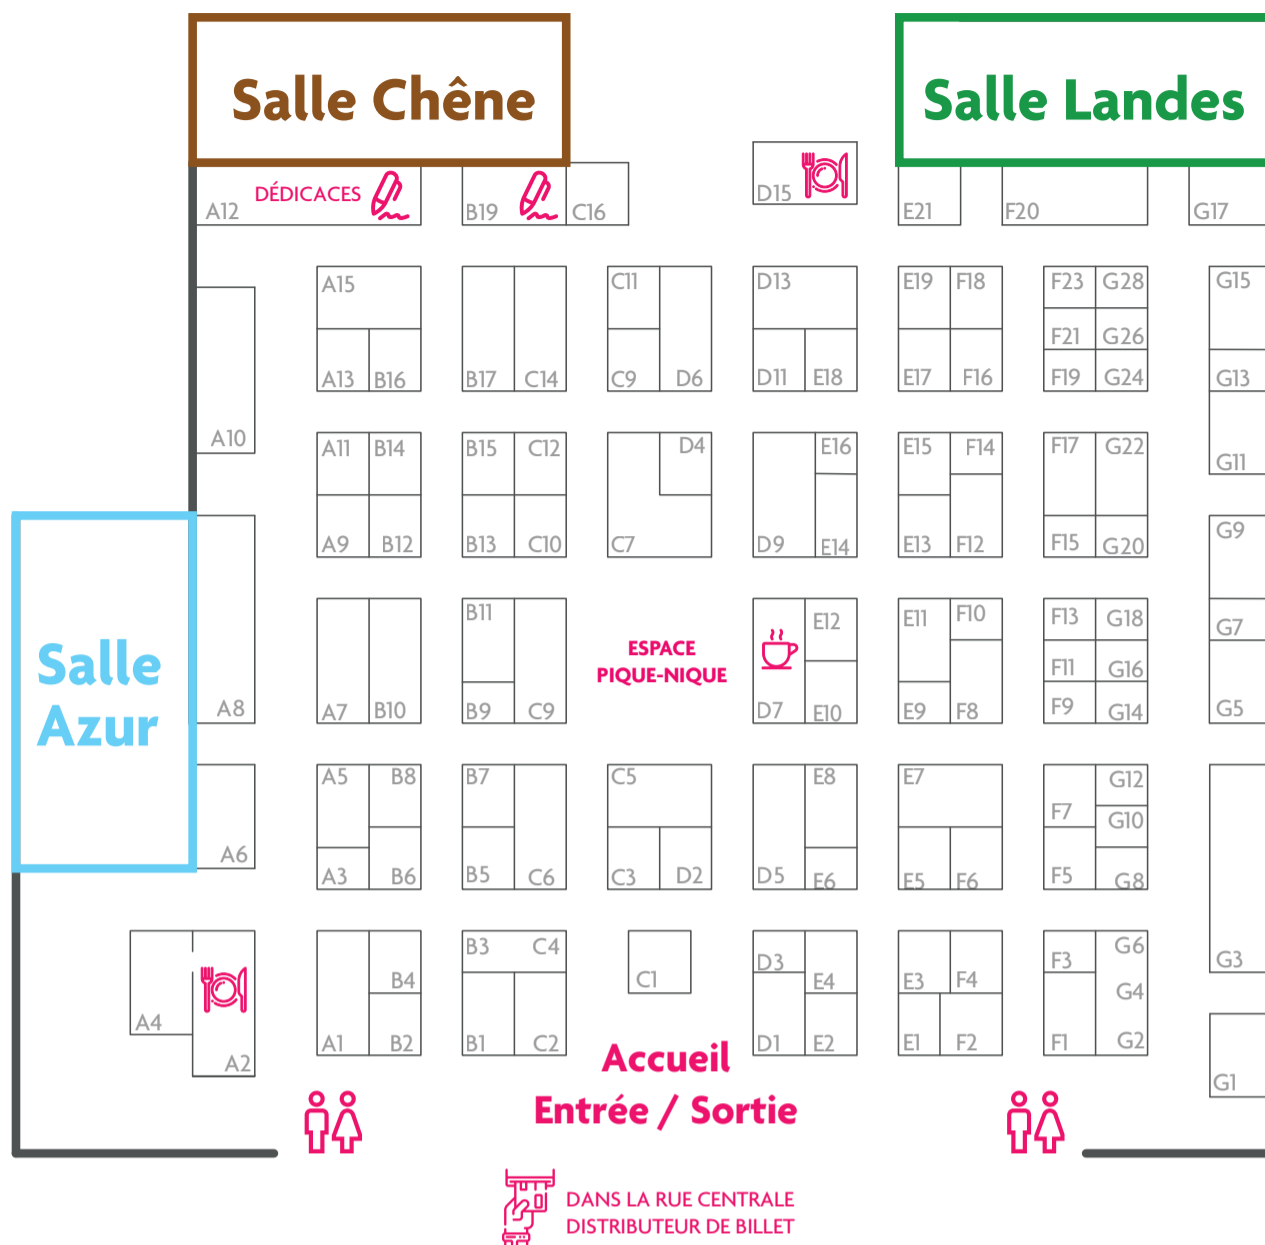 Salle Chêne
Salle Landes
DÉDICACES
A12
B19
C16
D15
E21
F20
G17
A15
C11
D13
E19
F18
F23
G28
G15
F21
G26
A13
B16
B17
C14
C9
D6
D11
E18
E17
F16
F19
G24
G13
A10
A11
B14
B15
C12
D4
E16
E15
F14
F17
G22
G11
A9
B12
B13
C10
C7
D9
E14
E13
F12
F15
G20
G9
Salle
Azur
B11
ESPACE
PIQUE-NIQUE
E12
E11
F10
F13
G18
G7
F11
G16
A8
A7
B10
B9
C9
D7
E10
E9
F8
F9
G14
G5
A5
B8
B7
C5
E8
E7
G12
F7
G10
A6
A3
B6
B5
C6
C3
D2
D5
E6
E5
F6
F5
G8
B3
C4
D3
F3
G6
G3
B4
C1
E4
E3
F4
G4
A4
A2
A1
B2
B1
C2
D1
E2
E1
F2
F1
G2
G1
Accueil
Entrée / Sortie
DANS LA RUE CENTRALE
DISTRIBUTEUR DE BILLET